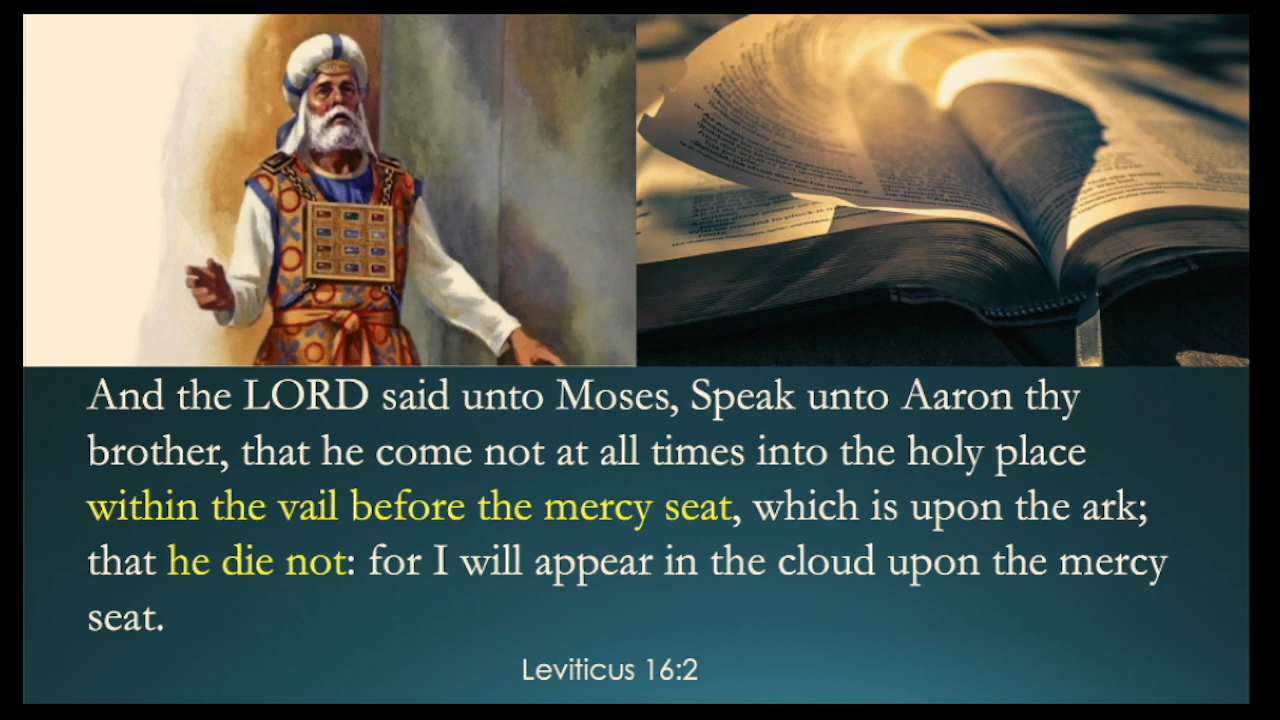 And the LORD said unto Moses, Speak unto Aaron thy
brother, that he come not at all times into the holy place
within the vail before the mercy seat, which is upon the ark;
that he die not: for I will appear in the cloud upon the mercy
seat.
Leviticus 16:2